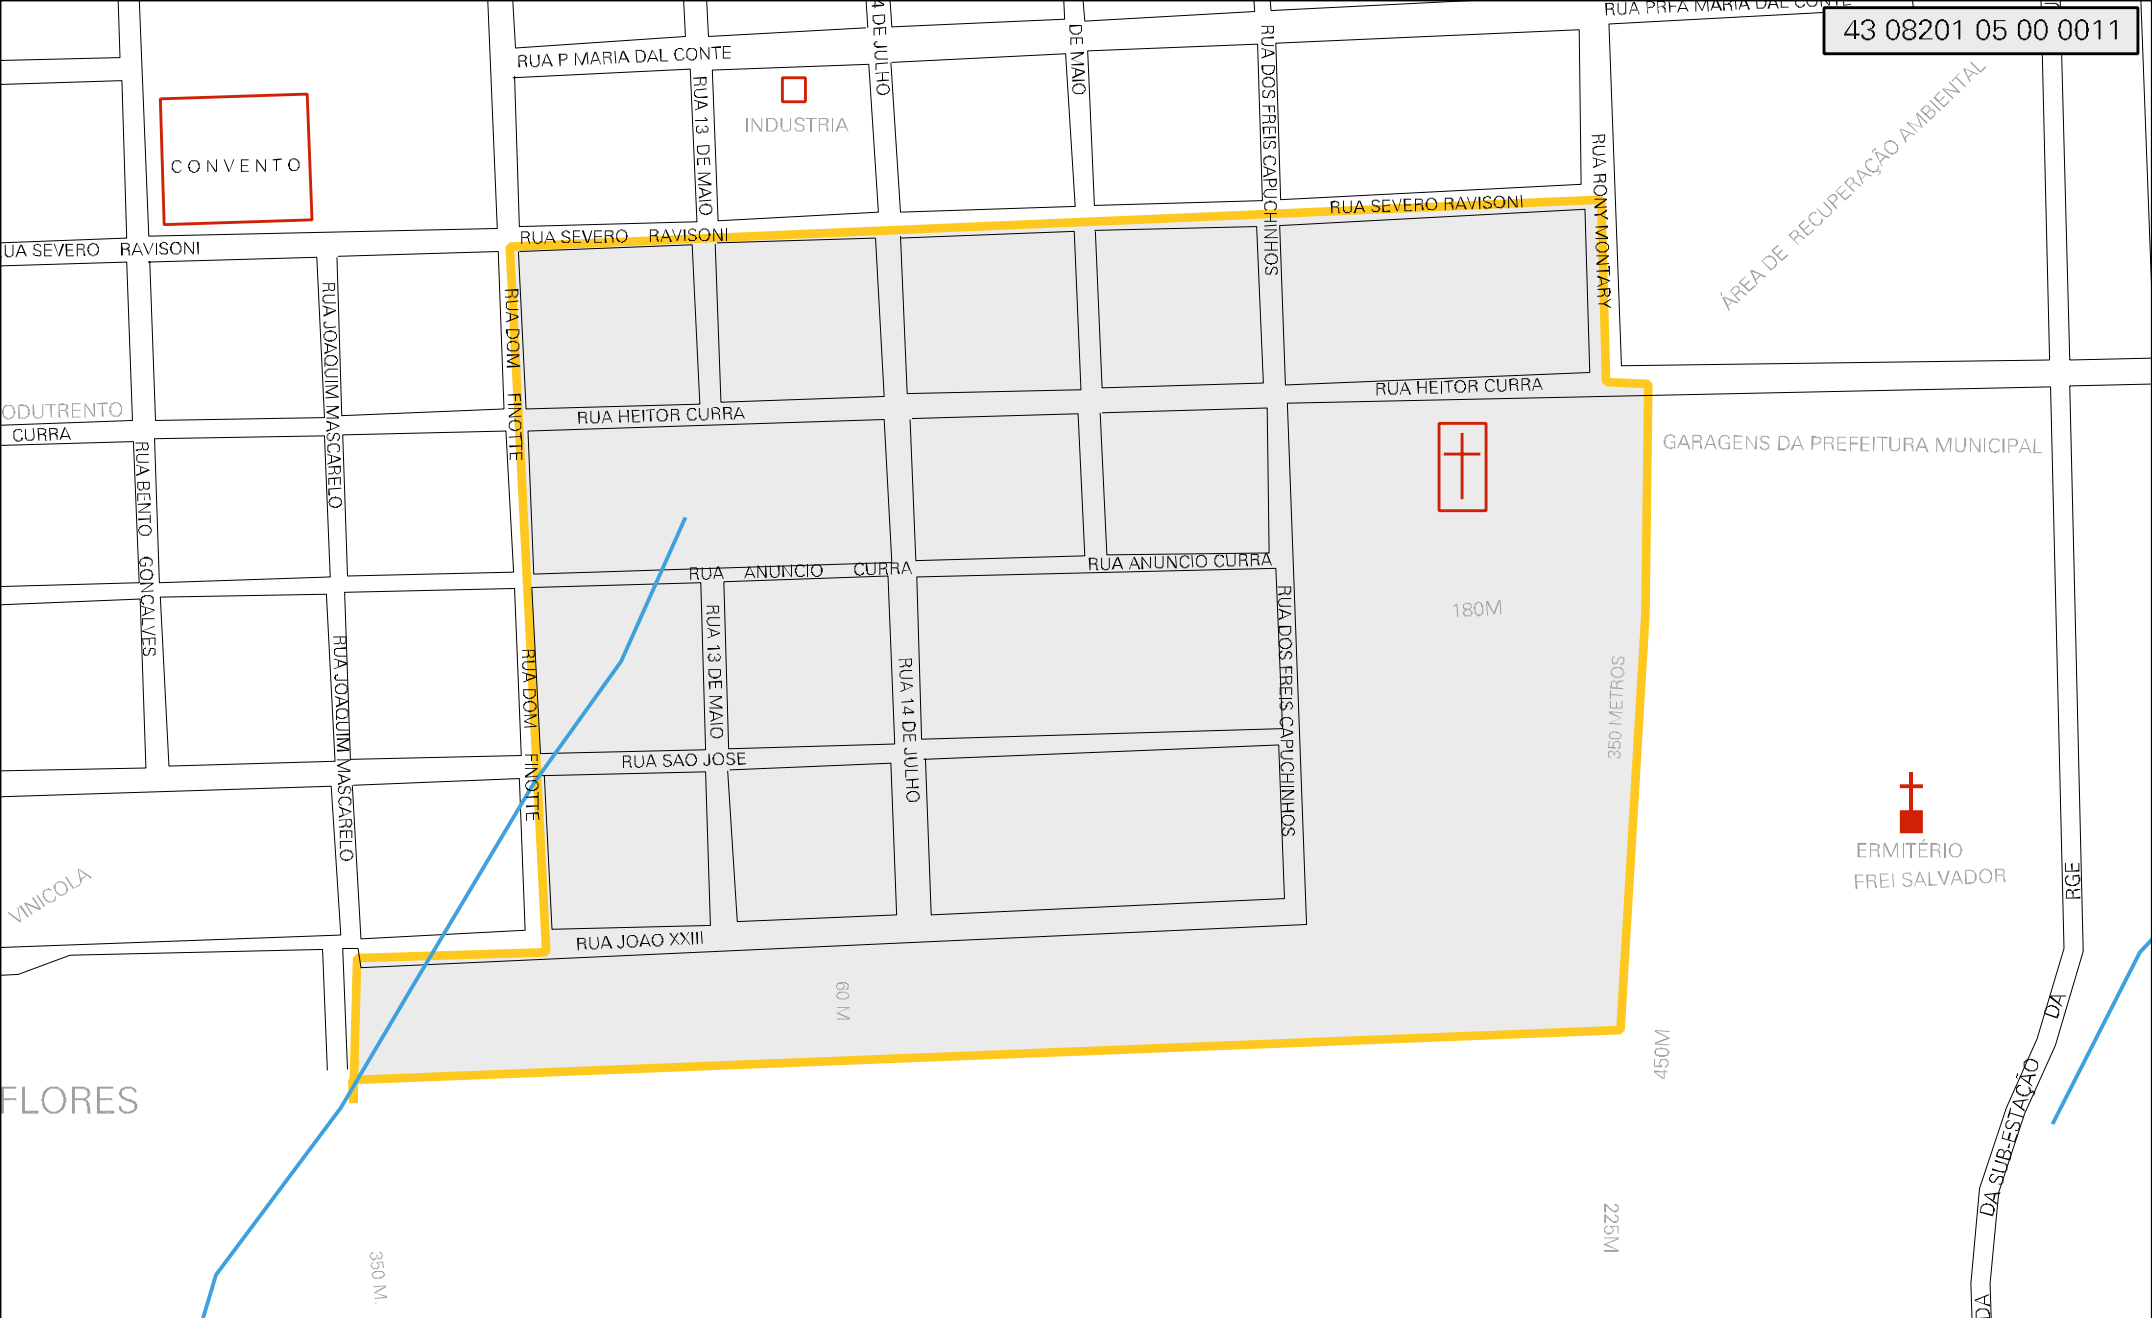 RUA PRFA MARIA DAL CONTE
43 08201 05 00 0011
4 DE JULHO
DE MAIO
RUA DOS FREIS CAPUCHINHOS
RUA P MARIA DAL CONTE
RUA 13 DE MAIO
INDUSTRIA
CONVENTO
RUA RONY MONTARY
ÁREA DE RECUPERAÇÃO AMBIENTAL
RUA SEVERO RAVISONI
RUA SEVERO RAVISONI
UA SEVERO RAVISONI
RUA JOAQUIM MASCARELO
RUA DOM FINOTTE
RUA HEITOR CURRA
RUA HEITOR CURRA
ODUTRENTO
CURRA
RUA BENTO GONCALVES
GARAGENS DA PREFEITURA MUNICIPAL
RUA ANUNCIO CURRA
RUA ANUNCIO CURRA
RUA 13 DE MAIO
RUA DOS FREIS CAPUCHINHOS
180M
350 METROS
RUA JOAQUIM MASCARELO
RUA DOM FINOTTE
RUA 14 DE JULHO
RUA SAO JOSE
VINICOLA
ERMITÉRIO
FREI SALVADOR
RGE
RUA JOAO XXIII
60 M
DA
450M
DA SUB-ESTAÇÃO
FLORES
225M
350 M.
DA